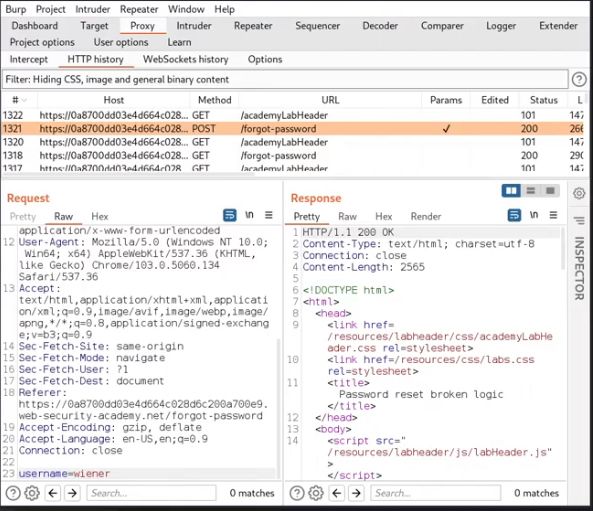 Burp Project Intruder Repeater Window Help
Dashboard Target Proxy Intruder Repeater Sequencer Decoder Comparer Logger Extender
Project options User options Learn
Intercept HTTP history WebSockets history Options
Filter: Hiding CSS, image and general binary content
# Host Method URL Params Edited Status L
1322 https://0a8700dd03e4d664c028... GET /academyLabHeader 101 147
1321 https://0a8700dd03e4d664c028... POST /forgot-password ✓ 200 266
1320 https://0a8700dd03e4d664c028... GET /academyLabHeader 101 147
1318 https://0a8700dd03e4d664c028... GET /forgot-password 200 290
1317 https://0a8700dd03e4d664c028... GET /academyLabHeader 101 147
Request
Pretty Raw Hex \n
application/x-www-form-urlencoded
12 User-Agent: Mozilla/5.0 (Windows NT 10.0;
Win64; x64) AppleWebKit/537.36 (KHTML,
like Gecko) Chrome/103.0.5060.134
Safari/537.36
13 Accept:
text/html,application/xhtml+xml,applicat
ion/xml;q=0.9,image/avif,image/webp,image/
apng,*/*;q=0.8,application/signed-exchan
ge;v=b3;q=0.9
14 Sec-Fetch-Site: same-origin
15 Sec-Fetch-Mode: navigate
16 Sec-Fetch-User: ?1
17 Sec-Fetch-Dest: document
18 Referer:
https://0a8700dd03e4d664c028d6c200a700e9.
web-security-academy.net/forgot-password
19 Accept-Encoding: gzip, deflate
20 Accept-Language: en-US,en;q=0.9
21 Connection: close
22
23 username=wiener
Search... 0 matches
Response
Pretty Raw Hex Render \n
1 HTTP/1.1 200 OK
2 Content-Type: text/html; charset=utf-8
3 Connection: close
4 Content-Length: 2565
5
6 <!DOCTYPE html>
7 <html>
8 <head>
9 <link href=
/resources/labheader/css/academyLabHe
ader.css rel=stylesheet>
10 <link href=/resources/css/labs.css
rel=stylesheet>
11 <title>
Password reset broken logic
</title>
12 </head>
13 <body>
14 <script src="
/resources/labheader/js/labHeader.js"
>
</script>
Search... 0 matches
INSPECTOR